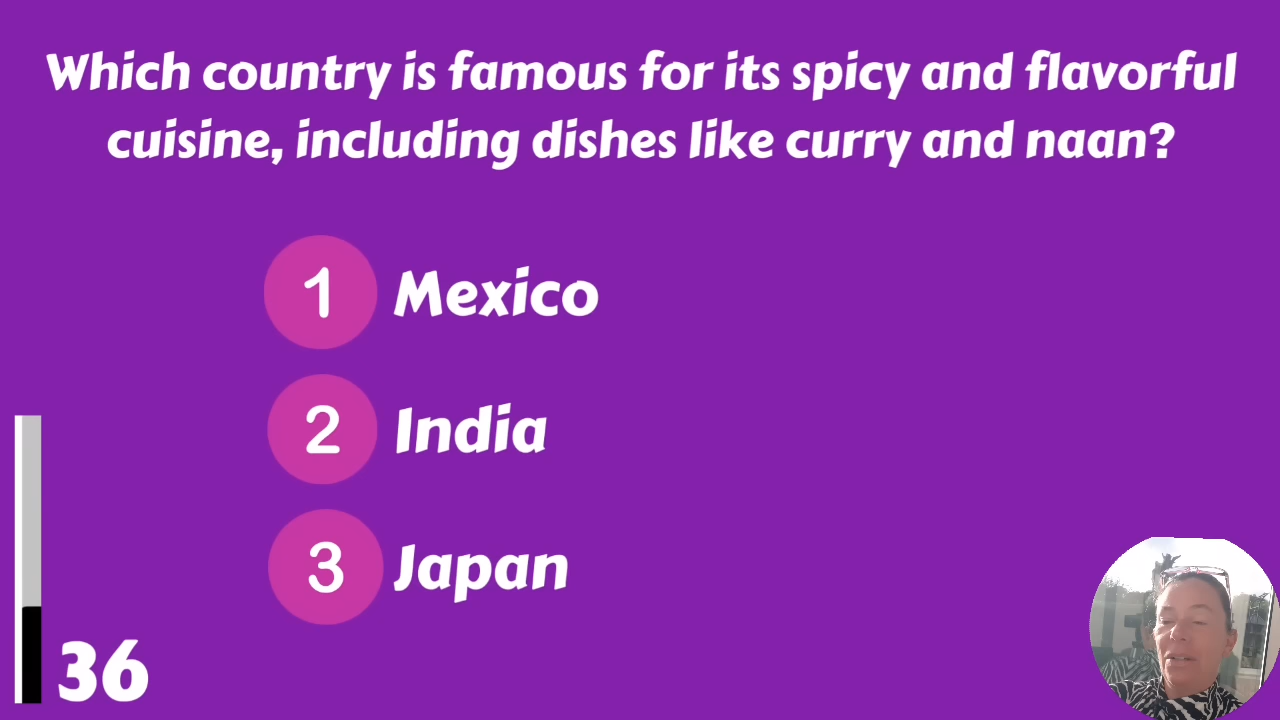 Which country is famous for its spicy and flavorful
cuisine, including dishes like curry and naan?
1 Mexico
2 India
3 Japan
36